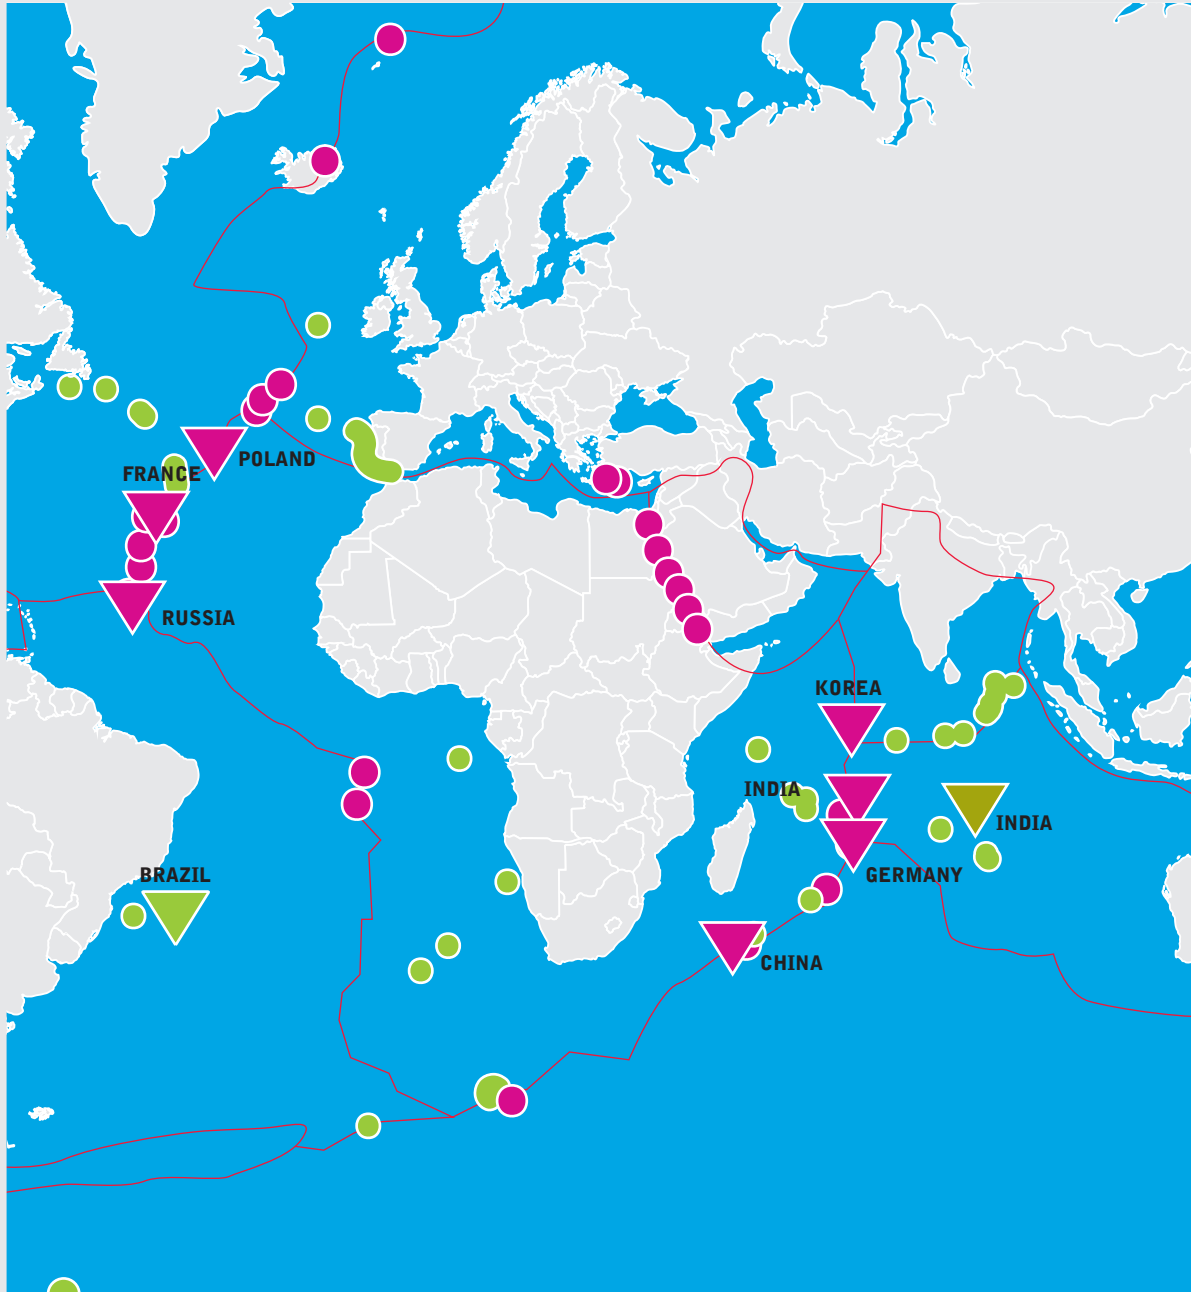 POLAND
FRANCE
RUSSIA
KOREA
INDIA
INDIA
BRAZIL
GERMANY
CHINA